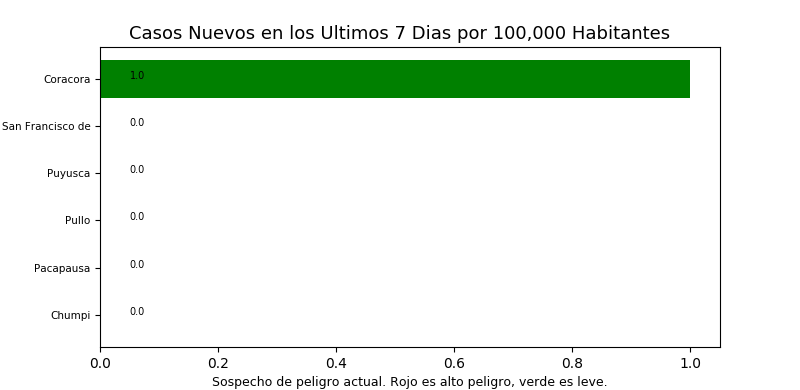 Casos Nuevos en los Ultimos 7 Dias por 100,000 Habitantes
Coracora 1.0
San Francisco de 0.0
Puyusca 0.0
Pullo 0.0
Pacapausa 0.0
Chumpi 0.0
0.0 0.2 0.4 0.6 0.8 1.0
Sospecho de peligro actual. Rojo es alto peligro, verde es leve.